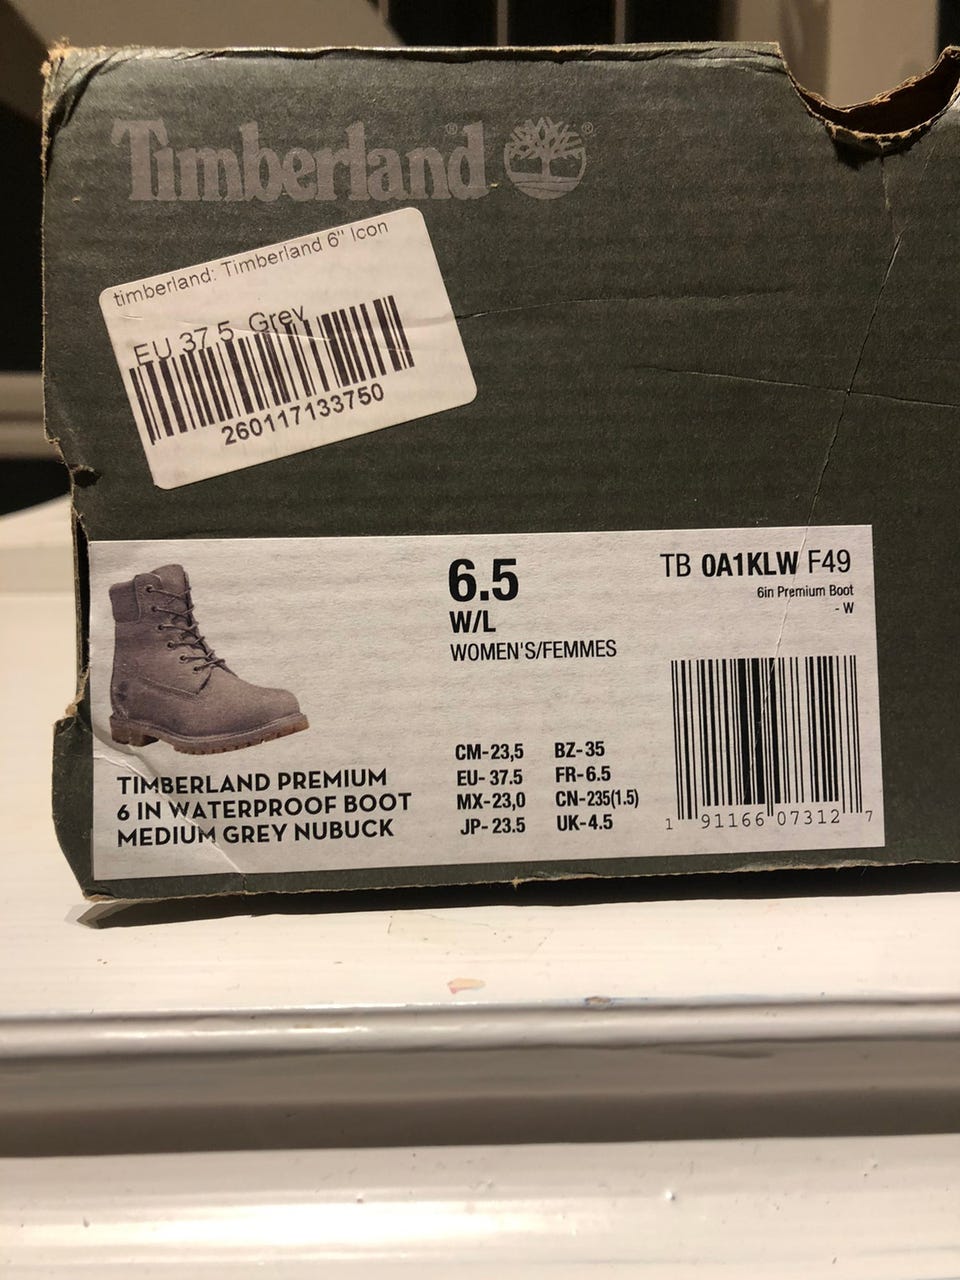 Timberland® ®
timberland: Timberland 6" Icon
EU 37.5, Grey
260117133750
6.5
W/L
WOMEN'S/FEMMES
TB 0A1KLW F49
6in Premium Boot
- W
TIMBERLAND PREMIUM
6 IN WATERPROOF BOOT
MEDIUM GREY NUBUCK
CM-23,5 BZ-35
EU- 37.5 FR-6.5
MX-23,0 CN-235(1.5)
JP- 23.5 UK-4.5
1 91166 07312 7